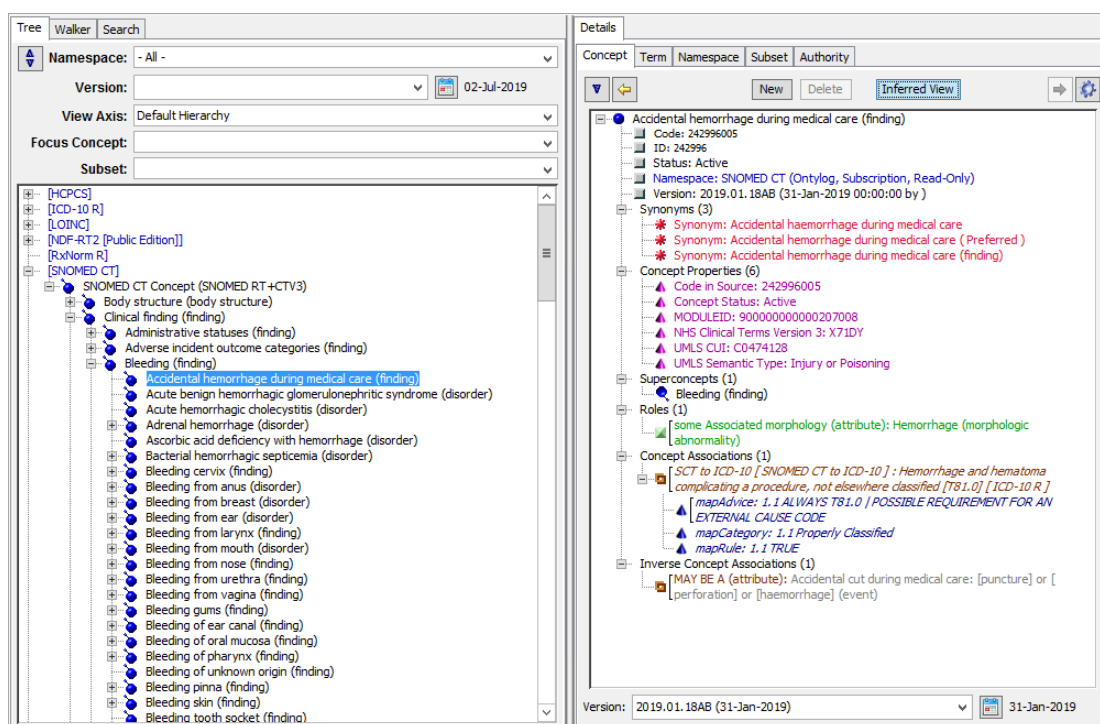 Tree
Walker
Search
Namespace: - All -
Version: 02-Jul-2019
View Axis: Default Hierarchy
Focus Concept:
Subset:
[HCPCS]
[ICD-10 R]
[LOINC]
[NDF-RT2 [Public Edition]]
[RxNorm R]
[SNOMED CT]
SNOMED CT Concept (SNOMED RT+CTV3)
Body structure (body structure)
Clinical finding (finding)
Administrative statuses (finding)
Adverse incident outcome categories (finding)
Bleeding (finding)
Accidental hemorrhage during medical care (finding)
Acute benign hemorrhagic glomerulonephritic syndrome (disorder)
Acute hemorrhagic cholecystitis (disorder)
Adrenal hemorrhage (disorder)
Ascorbic acid deficiency with hemorrhage (disorder)
Bacterial hemorrhagic septicemia (disorder)
Bleeding cervix (finding)
Bleeding from anus (disorder)
Bleeding from breast (disorder)
Bleeding from ear (disorder)
Bleeding from larynx (finding)
Bleeding from mouth (disorder)
Bleeding from nose (finding)
Bleeding from urethra (finding)
Bleeding from vagina (finding)
Bleeding gums (finding)
Bleeding of ear canal (finding)
Bleeding of oral mucosa (finding)
Bleeding of pharynx (finding)
Bleeding of unknown origin (finding)
Bleeding pinna (finding)
Bleeding skin (finding)
Bleeding tooth socket (finding)
Details
Concept
Term
Namespace
Subset
Authority
New
Delete
Inferred View
Accidental hemorrhage during medical care (finding)
Code: 242996005
ID: 242996
Status: Active
Namespace: SNOMED CT (Ontylog, Subscription, Read-Only)
Version: 2019.01.18AB (31-Jan-2019 00:00:00 by )
Synonyms (3)
Synonym: Accidental haemorrhage during medical care
Synonym: Accidental hemorrhage during medical care ( Preferred )
Synonym: Accidental hemorrhage during medical care (finding)
Concept Properties (6)
Code in Source: 242996005
Concept Status: Active
MODULEID: 900000000000207008
NHS Clinical Terms Version 3: X71DY
UMLS CUI: C0474128
UMLS Semantic Type: Injury or Poisoning
Superconcepts (1)
Bleeding (finding)
Roles (1)
some Associated morphology (attribute): Hemorrhage (morphologic
abnormality)
Concept Associations (1)
SCT to ICD-10 [ SNOMED CT to ICD-10 ] : Hemorrhage and hematoma
complicating a procedure, not elsewhere classified [T81.0] [ ICD-10 R ]
mapAdvice: 1.1 ALWAYS T81.0 | POSSIBLE REQUIREMENT FOR AN
EXTERNAL CAUSE CODE
mapCategory: 1.1 Properly Classified
mapRule: 1.1 TRUE
Inverse Concept Associations (1)
[MAY BE A (attribute): Accidental cut during medical care: [puncture] or [
perforation] or [haemorrhage] (event)
Version: 2019.01.18AB (31-Jan-2019) 31-Jan-2019